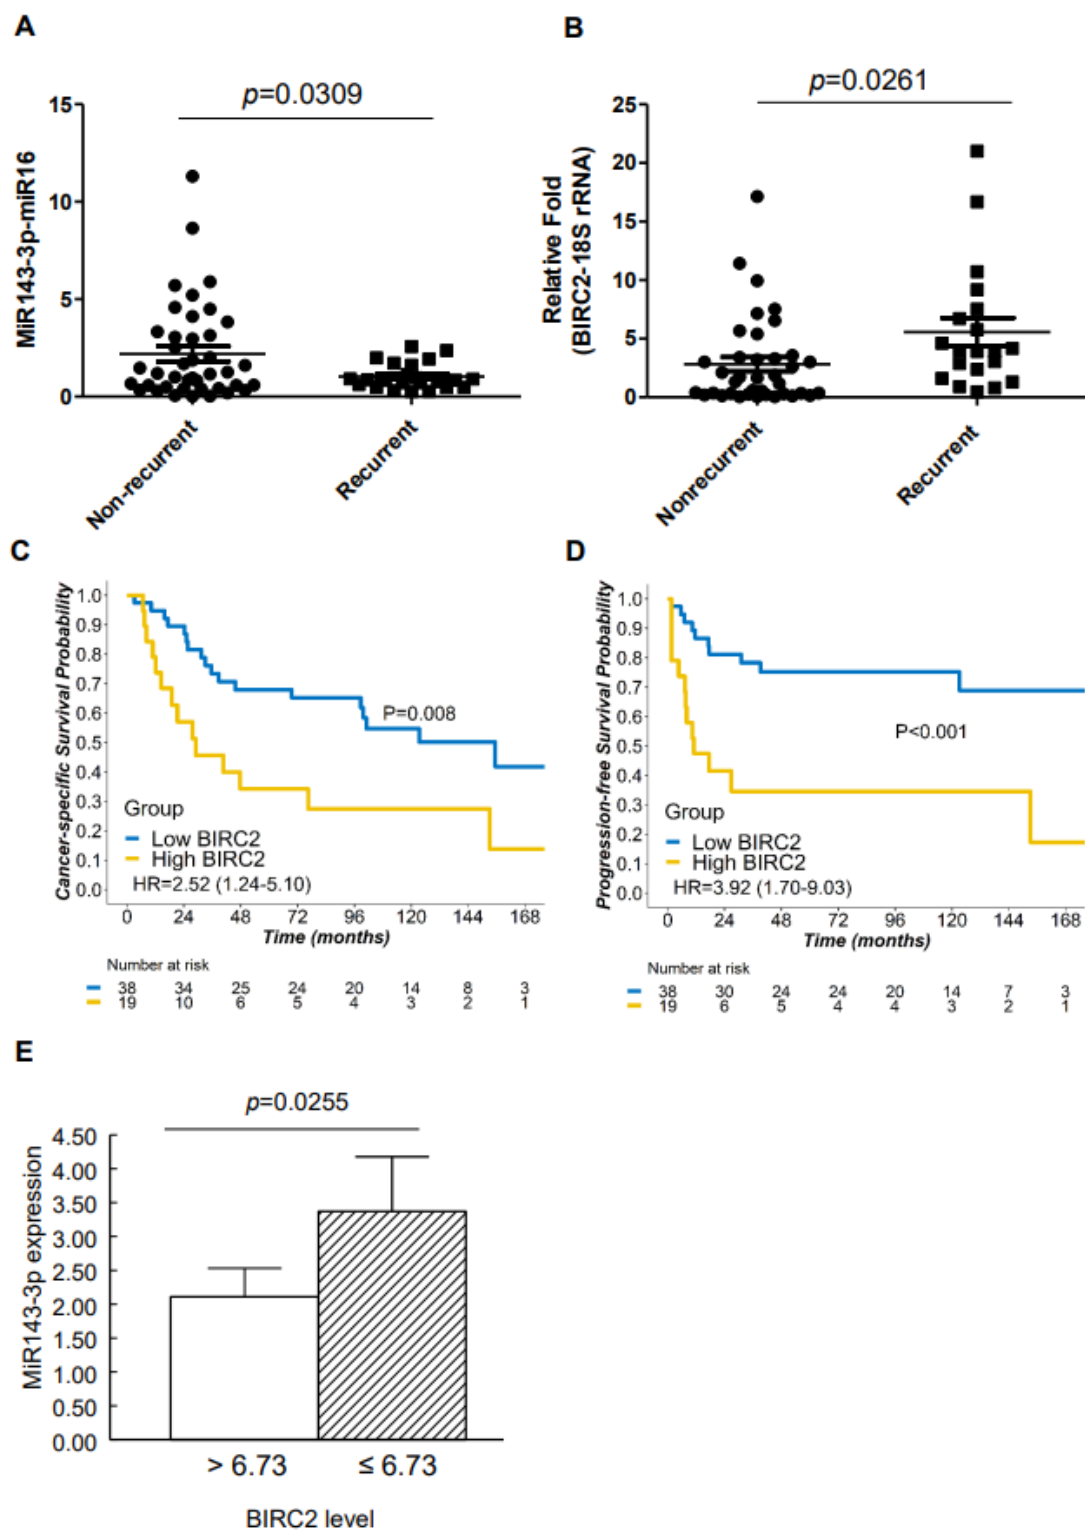 A
p=0.0309
MiR143-3p-miR16
15
10
5
0
Non-recurrent
Recurrent
B
p=0.0261
Relative Fold
(BIRC2-18S rRNA)
25
20
15
10
5
0
Nonrecurrent
Recurrent
C
Cancer-specific Survival Probability
1.0
0.9
0.8
0.7
0.6
0.5
0.4
0.3
0.2
0.1
0.0
P=0.008
Group
Low BIRC2
High BIRC2
HR=2.52 (1.24-5.10)
0 24 48 72 96 120 144 168
Time (months)
Number at risk
38 34 25 24 20 14 8 3
19 10 6 5 4 3 2 1
D
Progression-free Survival Probability
1.0
0.9
0.8
0.7
0.6
0.5
0.4
0.3
0.2
0.1
0.0
P<0.001
Group
Low BIRC2
High BIRC2
HR=3.92 (1.70-9.03)
0 24 48 72 96 120 144 168
Time (months)
Number at risk
38 30 24 24 20 14 7 3
19 6 5 4 4 3 2 1
E
p=0.0255
MiR143-3p expression
4.50
4.00
3.50
3.00
2.50
2.00
1.50
1.00
0.50
0.00
> 6.73 ≤ 6.73
BIRC2 level